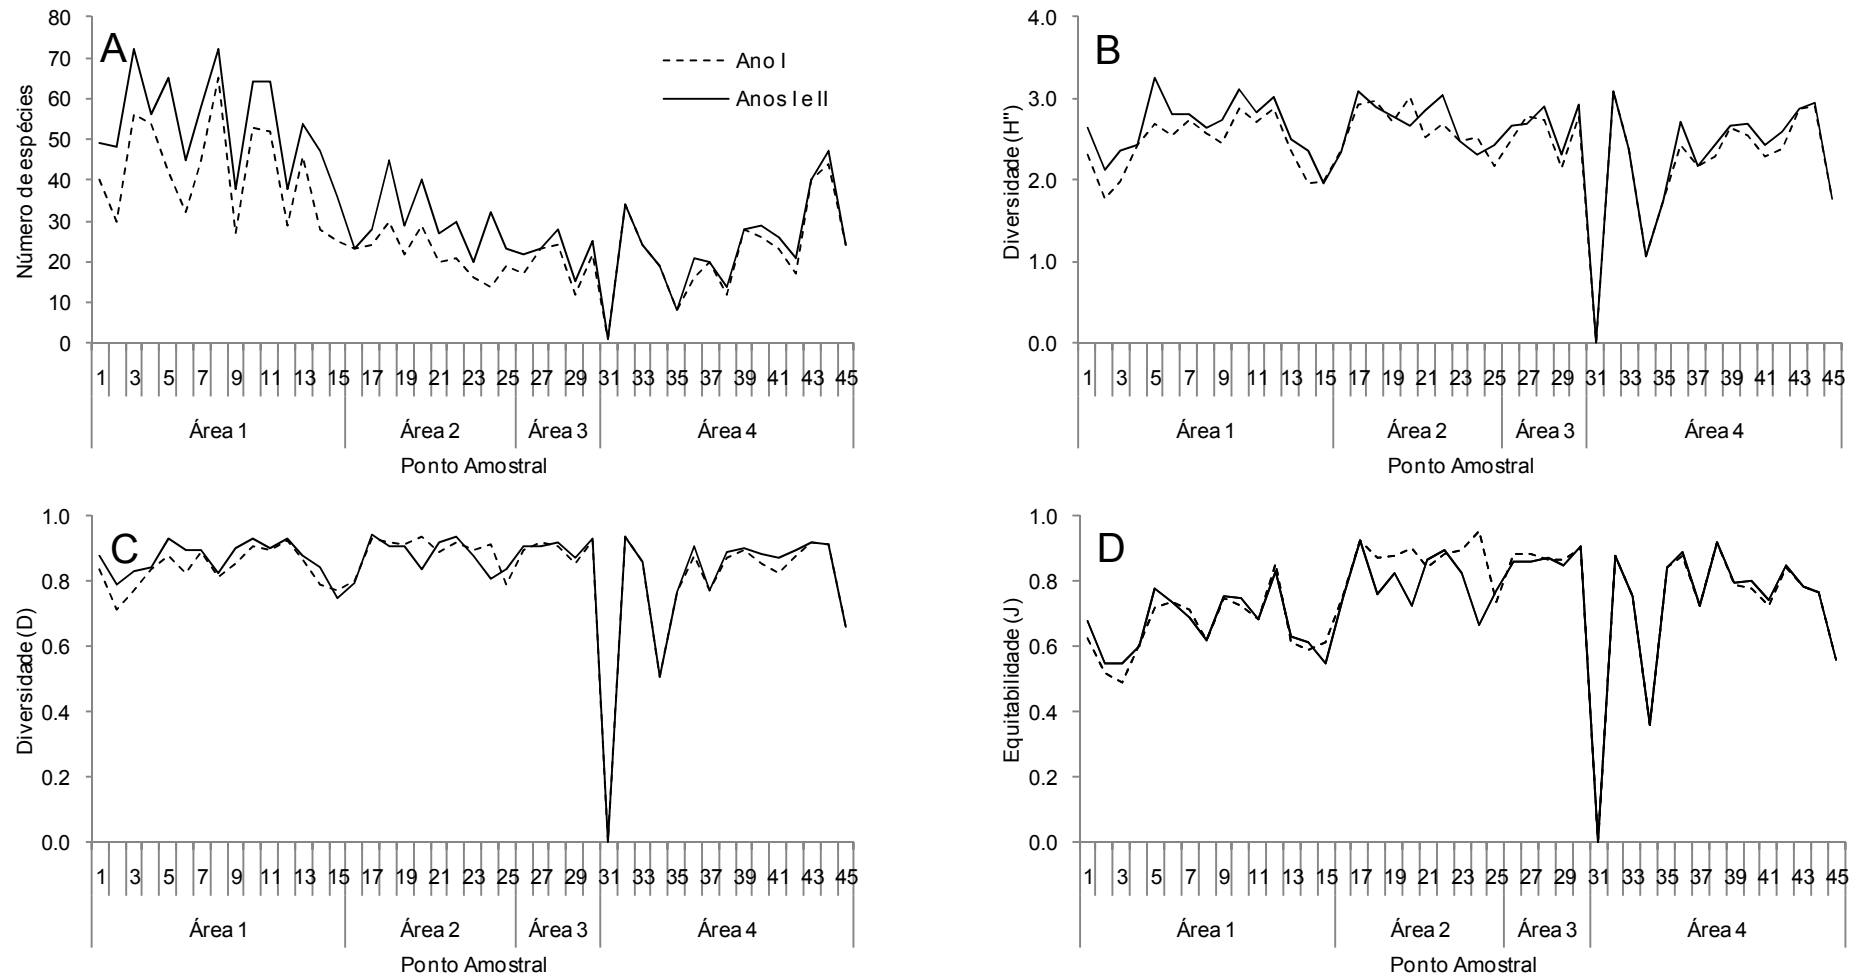 A
Número de espécies
80
70
60
50
40
30
20
10
0
Ano I
Anos I e II
1 3 5 7 9 11 13 15 17 19 21 23 25 27 29 31 33 35 37 39 41 43 45
Área 1 Área 2 Área 3 Área 4
Ponto Amostral
B
Diversidade (H'')
4.0
3.0
2.0
1.0
0.0
1 3 5 7 9 11 13 15 17 19 21 23 25 27 29 31 33 35 37 39 41 43 45
Área 1 Área 2 Área 3 Área 4
Ponto Amostral
C
Diversidade (D)
1.0
0.8
0.6
0.4
0.2
0.0
1 3 5 7 9 11 13 15 17 19 21 23 25 27 29 31 33 35 37 39 41 43 45
Área 1 Área 2 Área 3 Área 4
Ponto Amostral
D
Equitabilidade (J)
1.0
0.8
0.6
0.4
0.2
0.0
1 3 5 7 9 11 13 15 17 19 21 23 25 27 29 31 33 35 37 39 41 43 45
Área 1 Área 2 Área 3 Área 4
Ponto Amostral